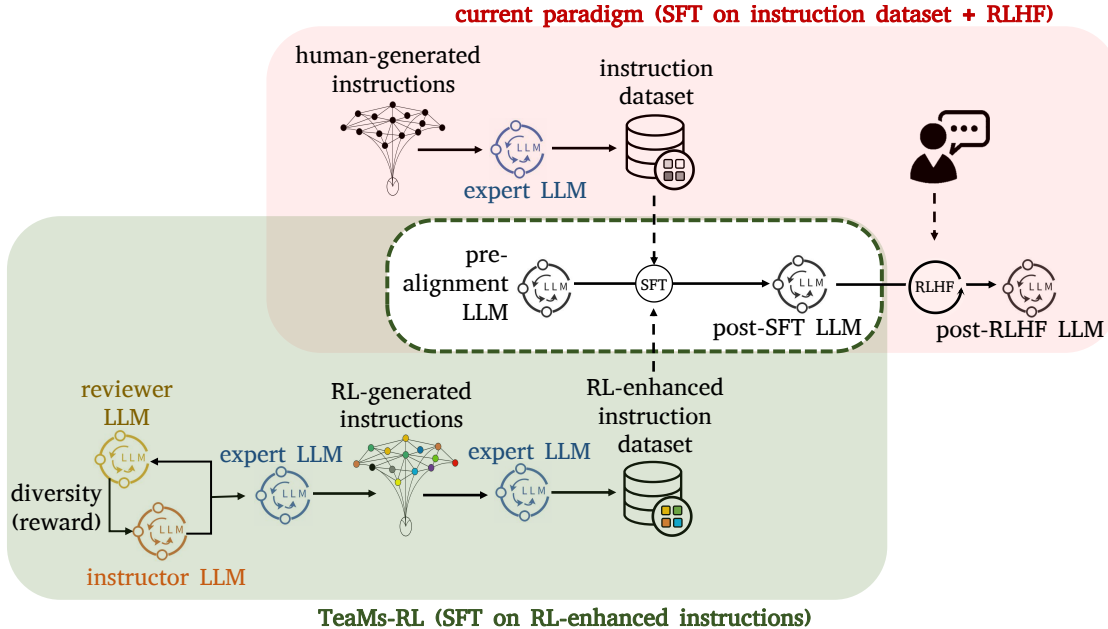 current paradigm (SFT on instruction dataset + RLHF)
human-generated
instructions
instruction
dataset
LLM
expert LLM
pre-
alignment
LLM
LLM
SFT
LLM
post-SFT LLM
RLHF
LLM
post-RLHF LLM
reviewer
LLM
LLM
diversity
(reward)
LLM
instructor LLM
expert LLM
LLM
RL-generated
instructions
expert LLM
LLM
RL-enhanced
instruction
dataset
TeaMs-RL (SFT on RL-enhanced instructions)